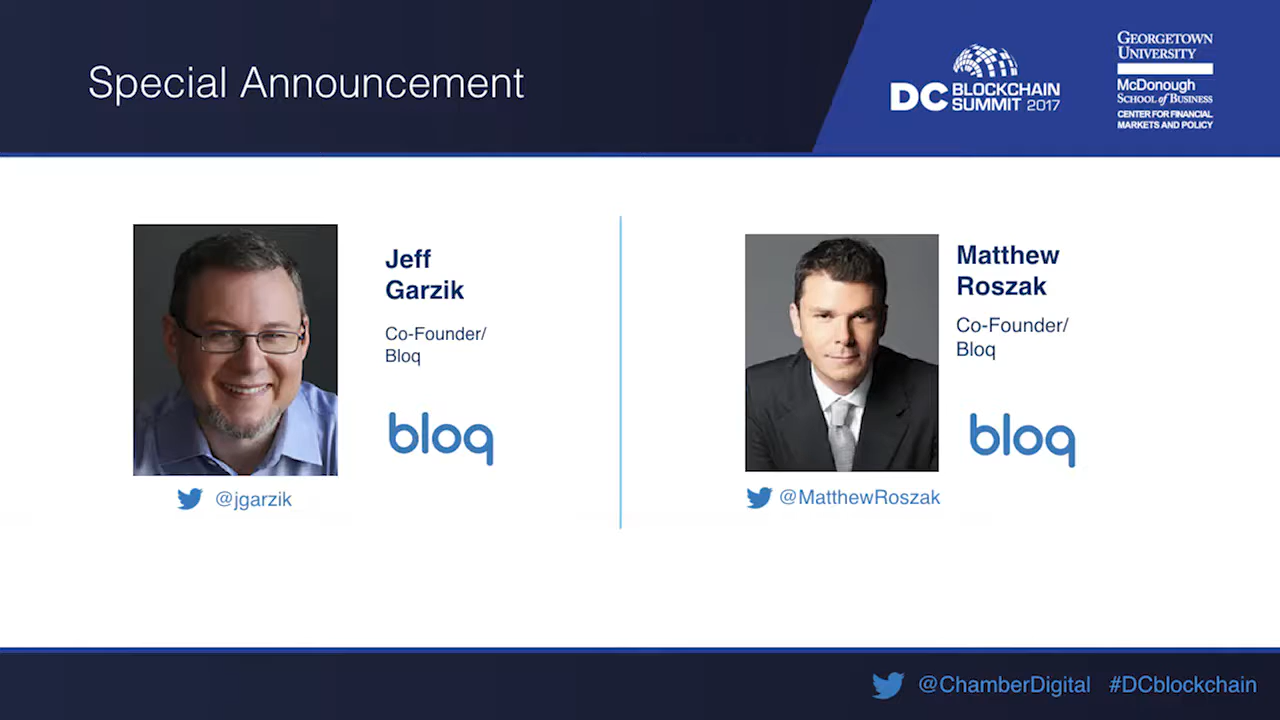 Special Announcement
DC BLOCKCHAIN
SUMMIT 2017
GEORGETOWN
UNIVERSITY
McDonough
SCHOOL of BUSINESS
CENTER FOR FINANCIAL
MARKETS AND POLICY
Jeff
Garzik
Co-Founder/
Bloq
bloq
@jgarzik
Matthew
Roszak
Co-Founder/
Bloq
bloq
@MatthewRoszak
@ChamberDigital #DCblockchain